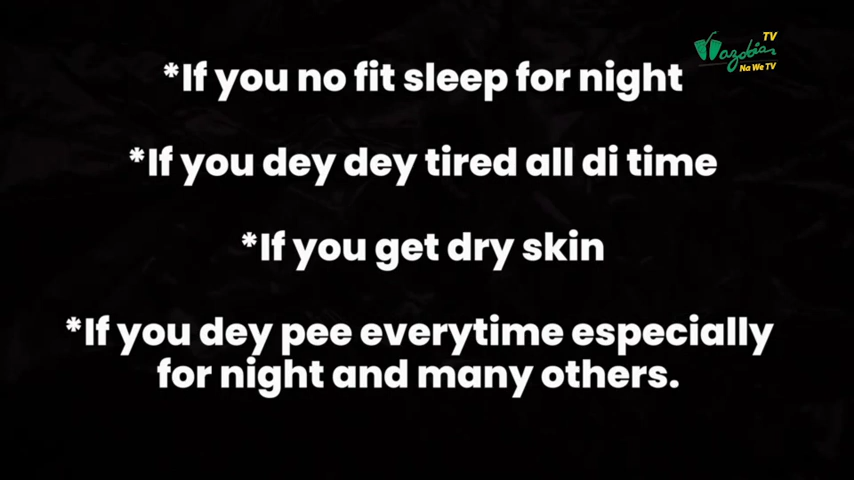 Wazobia
TV
Na We TV
*If you no fit sleep for night
*If you dey dey tired all di time
*If you get dry skin
*If you dey pee everytime especially
for night and many others.